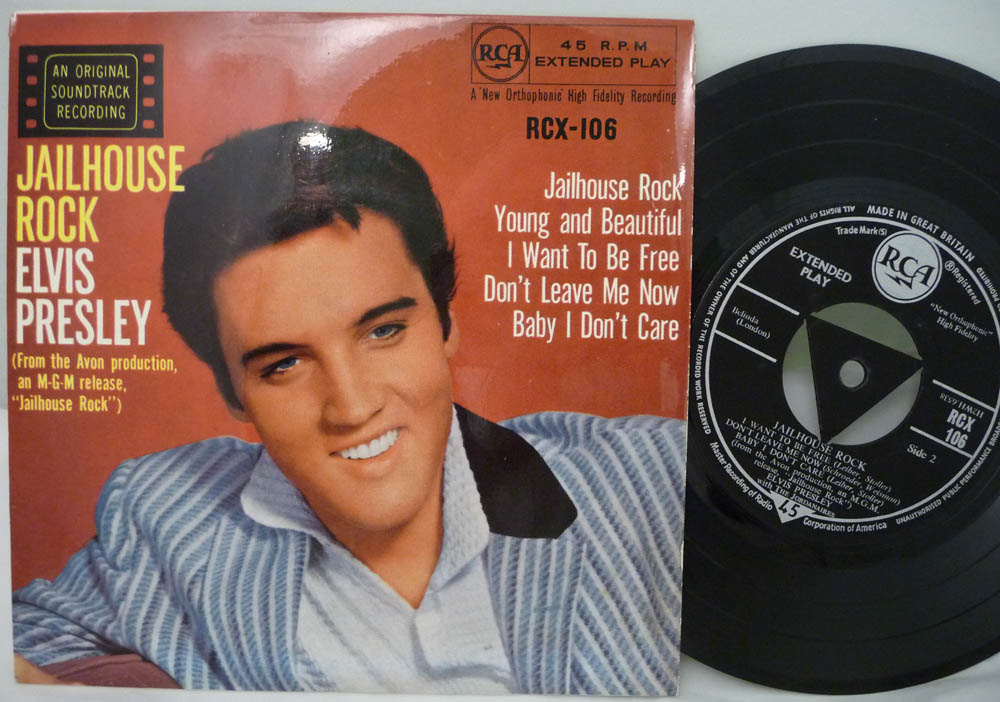 AN ORIGINAL
SOUNDTRACK
RECORDING
JAILHOUSE
ROCK
ELVIS
PRESLEY
(From the Avon production,
an M-G-M release,
"Jailhouse Rock")
RCA
45 R.P.M
EXTENDED PLAY
A 'New Orthophonic' High Fidelity Recording
RCX-106
Jailhouse Rock
Young and Beautiful
I Want To Be Free
Don't Leave Me Now
Baby I Don't Care
MADE IN GREAT BRITAIN
ALL RIGHTS OF THE MANUFACTURER AND OF THE OWNER OF THE RECORDED WORK RESERVED
UNAUTHORISED PUBLIC PERFORMANCE
PROHIBITED
Trade Mark(s)
RCA
®Registered
EXTENDED
PLAY
"New Orthophonic"
High Fidelity
Belinda
(London)
RCX
106
Side 2
JAILHOUSE ROCK
I WANT TO BE FREE (Leiber, Stoller)
DON'T LEAVE ME NOW (Schroeder, Weisman)
BABY I DON'T CARE (Leiber, Stoller)
(from the Avon production, an M.G.M.
release, "Jailhouse Rock")
ELVIS PRESLEY
with THE JORDANAIRES
Master Recording of Radio
45
Corporation of America